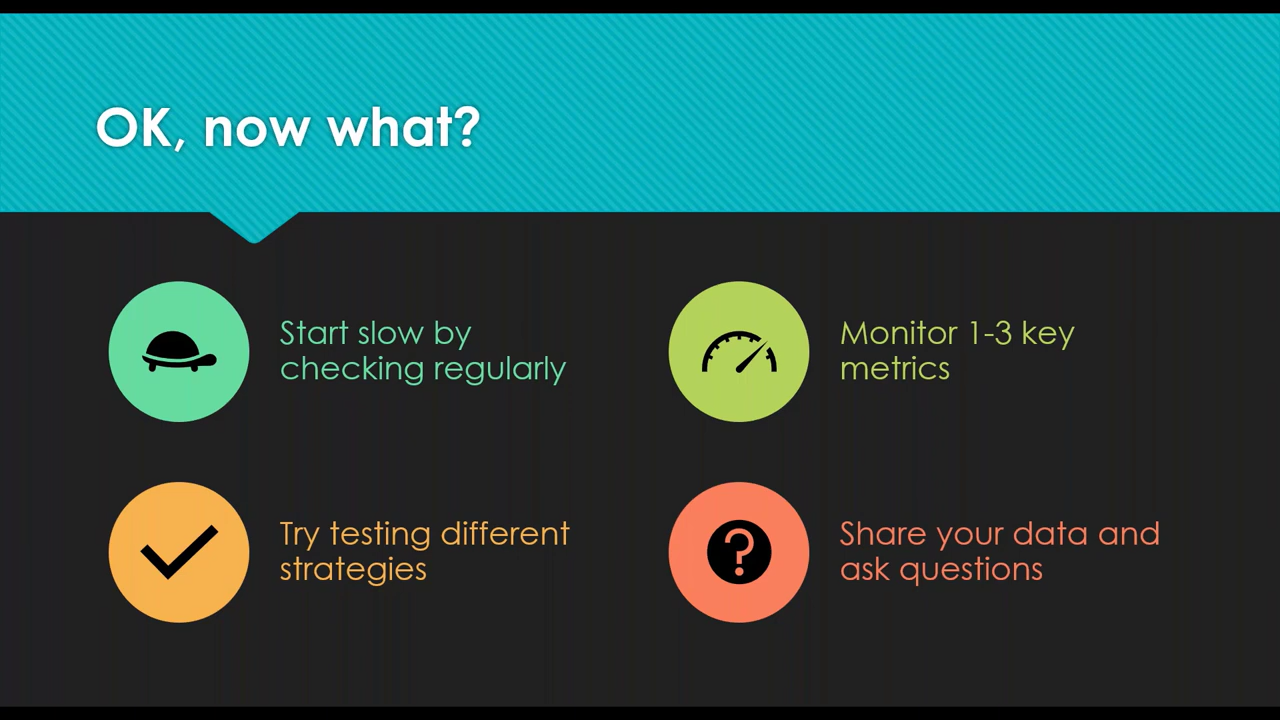 OK, now what?
Start slow by
checking regularly
Monitor 1-3 key
metrics
Try testing different
strategies
Share your data and
ask questions